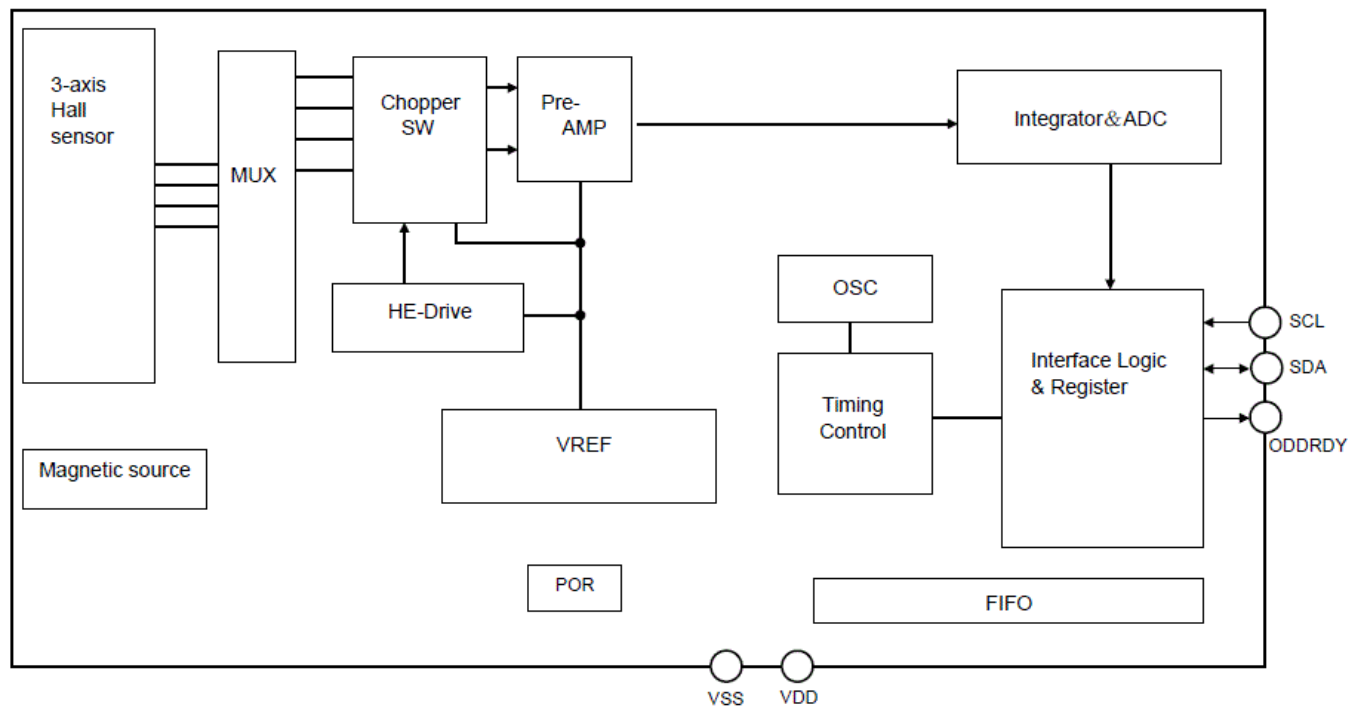 3-axis
Hall
sensor
MUX
Chopper
SW
Pre-
AMP
Integrator&ADC
HE-Drive
OSC
Timing
Control
Interface Logic
& Register
SCL
SDA
ODDRDY
VREF
Magnetic source
POR
FIFO
VSS
VDD